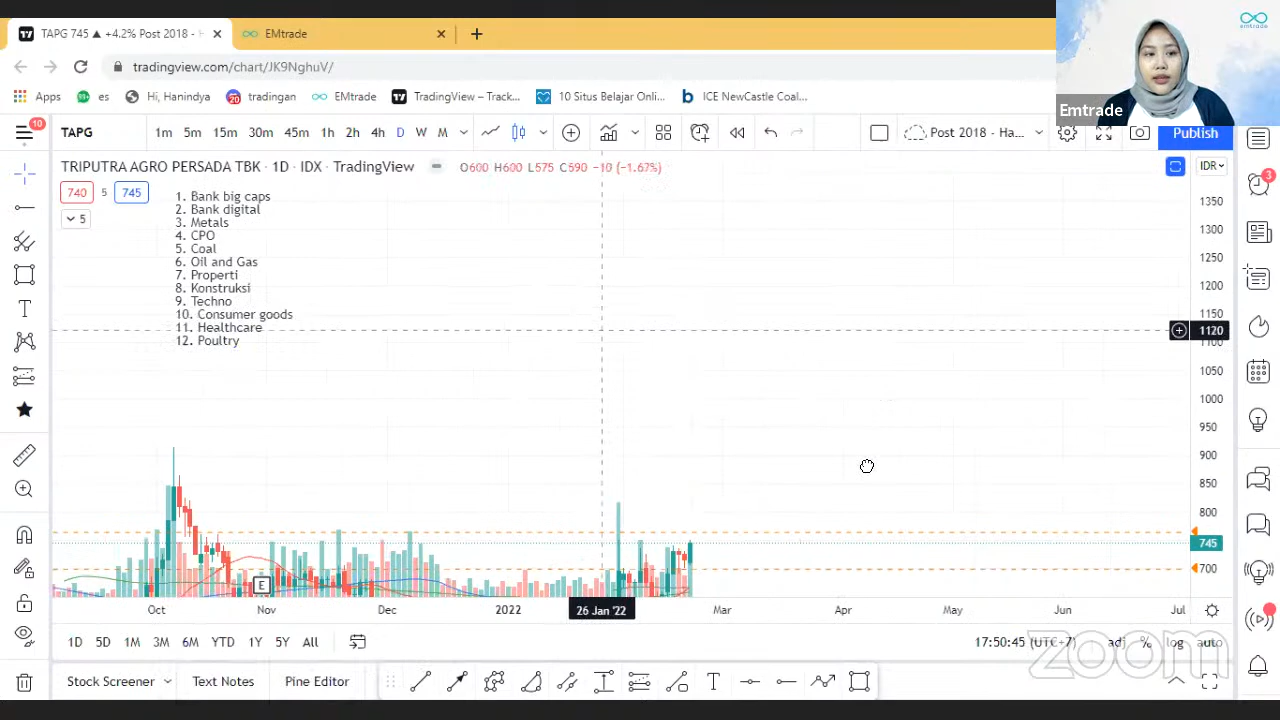 TAPG 745 ▲ +4.2% Post 2018 - H
EMtrade
emtrade
tradingview.com/chart/JK9NghuV/
Apps
es
Hi, Hanindya
20
tradingan
EMtrade
TradingView – Track...
10 Situs Belajar Onli...
ICE NewCastle Coal...
Emtrade
10
TAPG
1m 5m 15m 30m 45m 1h 2h 4h D W M
Post 2018 - Ha...
Publish
TRIPUTRA AGRO PERSADA TBK · 1D · IDX · TradingView
O600 H600 L575 C590 −10 (−1.67%)
IDR
740 5 745
5
3
1. Bank big caps
2. Bank digital
3. Metals
4. CPO
5. Coal
6. Oil and Gas
7. Properti
8. Konstruksi
9. Techno
10. Consumer goods
11. Healthcare
12. Poultry
1350
1300
1250
1200
1150
1120
1100
1050
1000
950
900
850
800
745
700
E
Oct Nov Dec 2022 26 Jan '22 Mar Apr May Jun Jul
1D 5D 1M 3M 6M YTD 1Y 5Y All
17:50:45 (UTC+7) adj % log auto
zoom
Stock Screener Text Notes Pine Editor